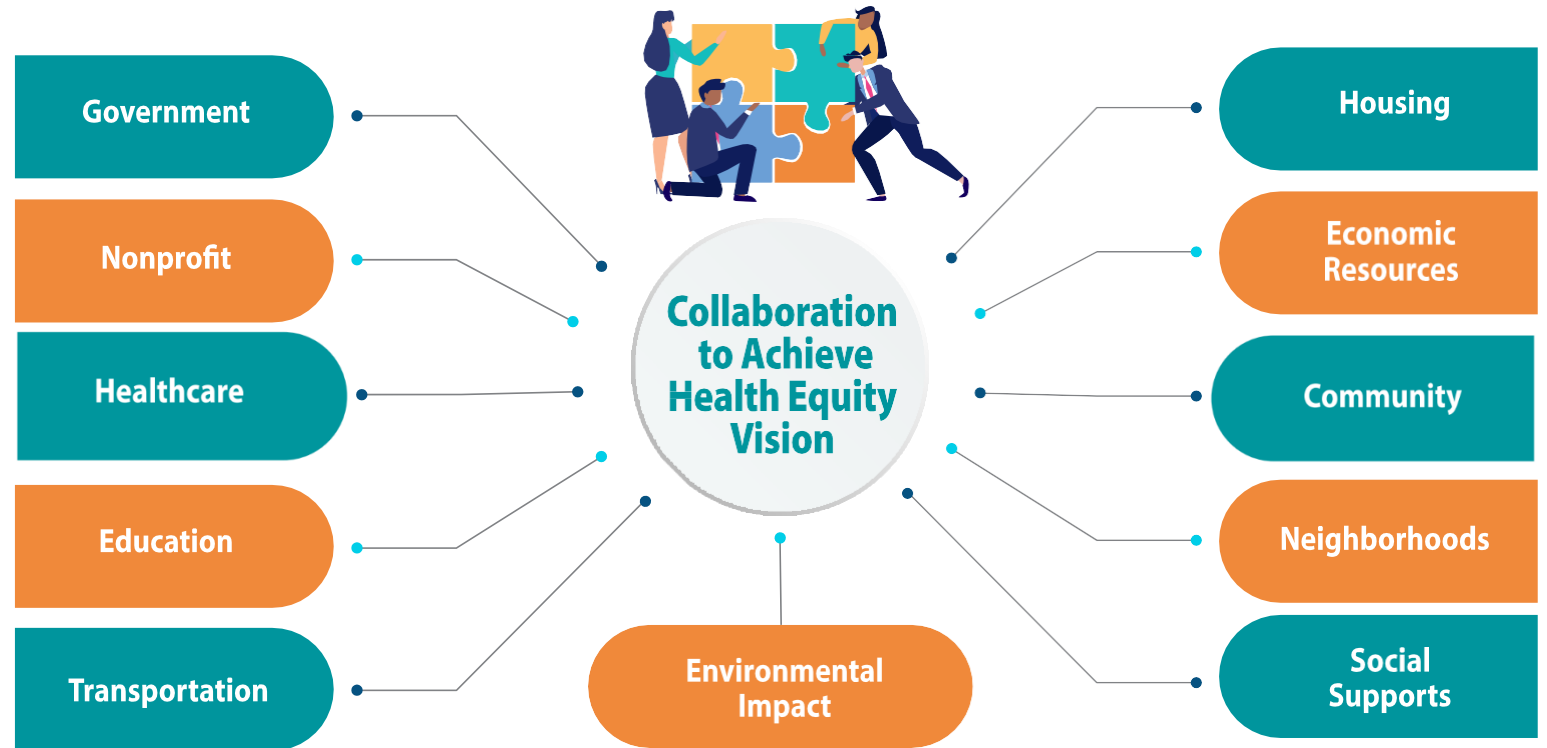 Government
Nonprofit
Healthcare
Education
Transportation
Collaboration
to Achieve
Health Equity
Vision
Environmental
Impact
Housing
Economic
Resources
Community
Neighborhoods
Social
Supports